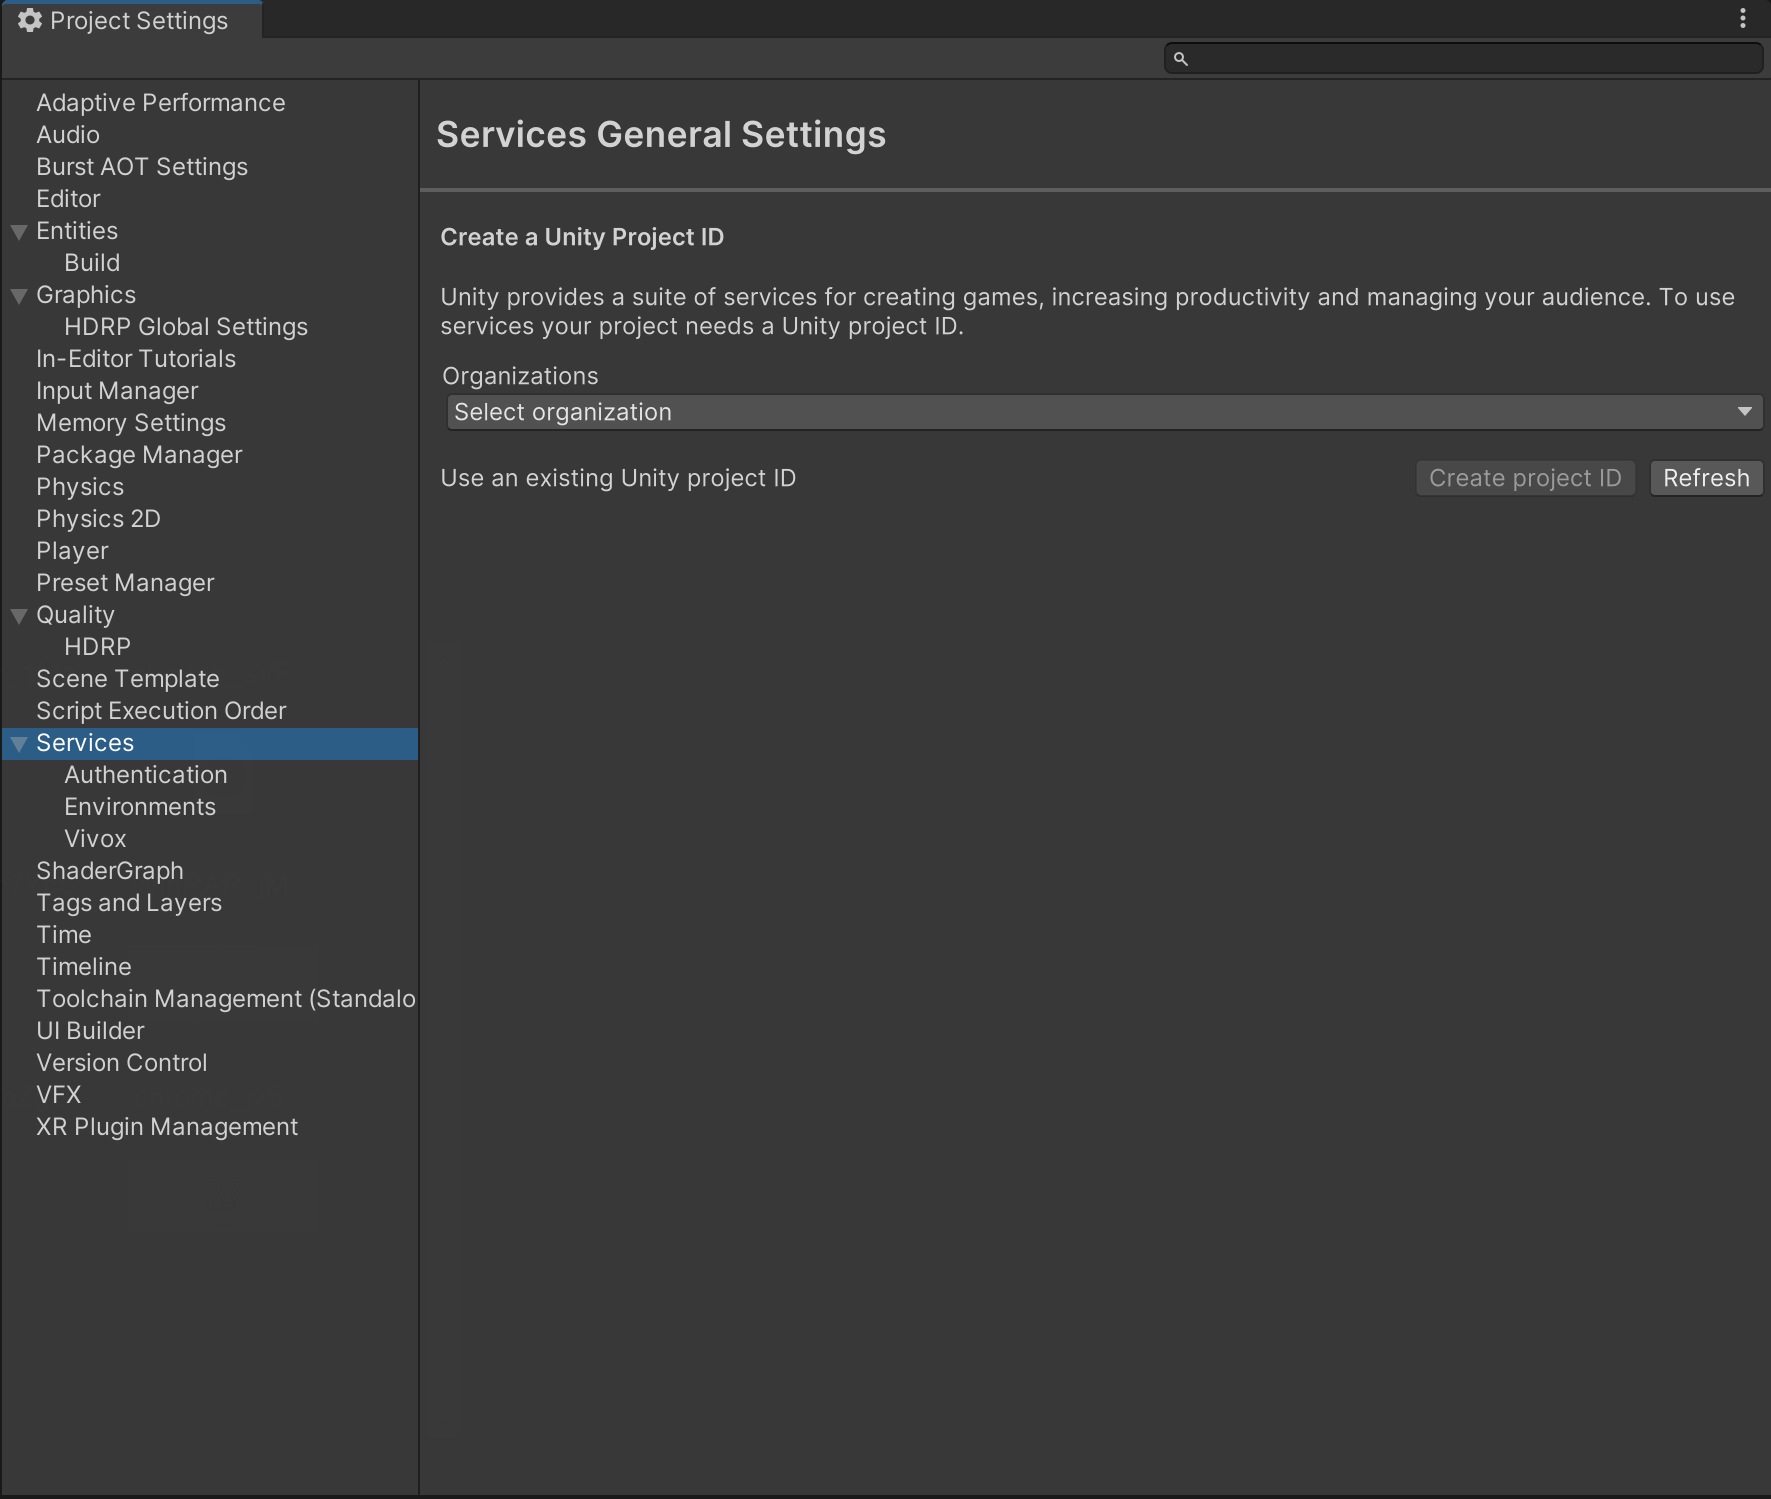 Project Settings
Adaptive Performance
Audio
Burst AOT Settings
Editor
Entities
Build
Graphics
HDRP Global Settings
In-Editor Tutorials
Input Manager
Memory Settings
Package Manager
Physics
Physics 2D
Player
Preset Manager
Quality
HDRP
Scene Template
Script Execution Order
Services
Authentication
Environments
Vivox
ShaderGraph
Tags and Layers
Time
Timeline
Toolchain Management (Standalo
UI Builder
Version Control
VFX
XR Plugin Management
Services General Settings
Create a Unity Project ID
Unity provides a suite of services for creating games, increasing productivity and managing your audience. To use
services your project needs a Unity project ID.
Organizations
Select organization
Use an existing Unity project ID
Create project ID
Refresh